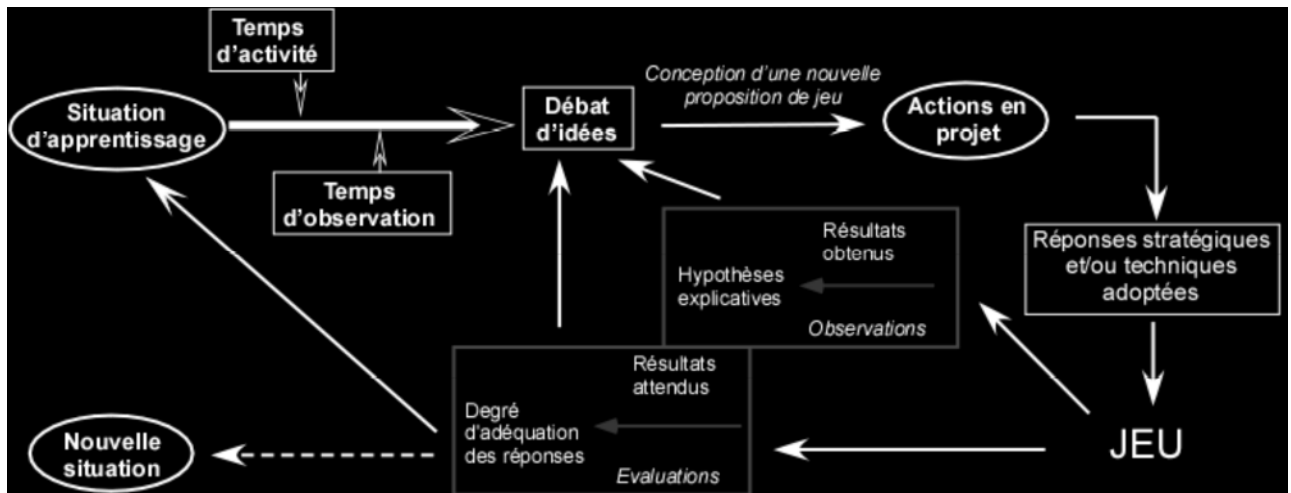 Temps
d'activité
Situation
d'apprentissage
Temps
d'observation
Débat
d'idées
Conception d'une nouvelle
proposition de jeu
Actions en
projet
Réponses stratégiques
et/ou techniques
adoptées
Résultats
obtenus
Hypothèses
explicatives
Observations
Résultats
attendus
Degré
d'adéquation
des réponses
Evaluations
JEU
Nouvelle
situation